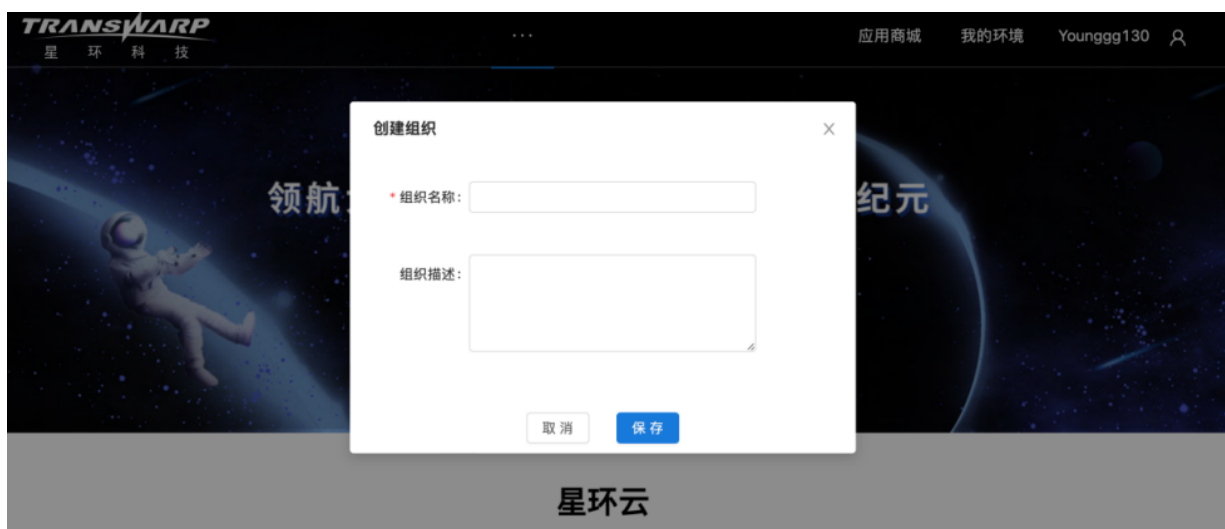 TRANSWARP
星环科技
···
应用商城
我的环境
Younggg130
创建组织
领航
纪元
* 组织名称:
组织描述:
取消
保存
星环云